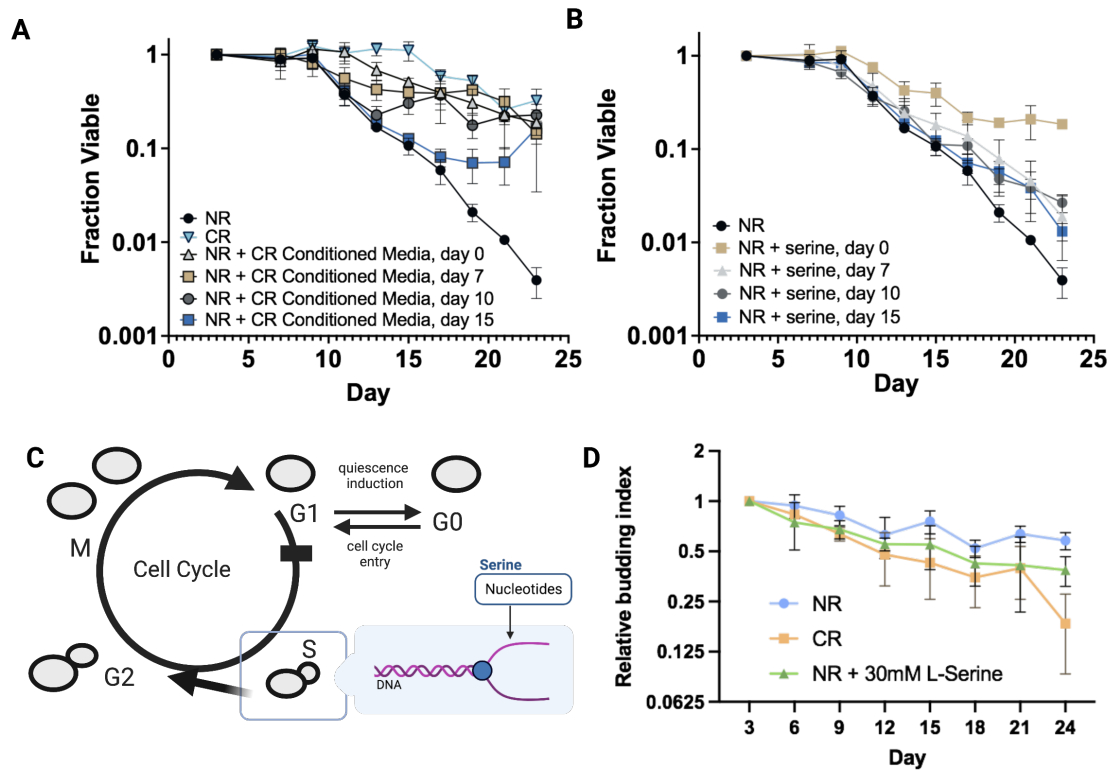 A
Fraction Viable
1
0.1
0.01
0.001
NR
CR
NR + CR Conditioned Media, day 0
NR + CR Conditioned Media, day 7
NR + CR Conditioned Media, day 10
NR + CR Conditioned Media, day 15
0 5 10 15 20 25
Day
B
Fraction Viable
1
0.1
0.01
0.001
NR
NR + serine, day 0
NR + serine, day 7
NR + serine, day 10
NR + serine, day 15
0 5 10 15 20 25
Day
C
quiescence
induction
G1
G0
cell cycle
entry
M
Cell Cycle
Serine
Nucleotides
S
G2
DNA
D
Relative budding index
2
1
0.5
0.25
0.125
0.0625
NR
CR
NR + 30mM L-Serine
3 6 9 12 15 18 21 24
Day